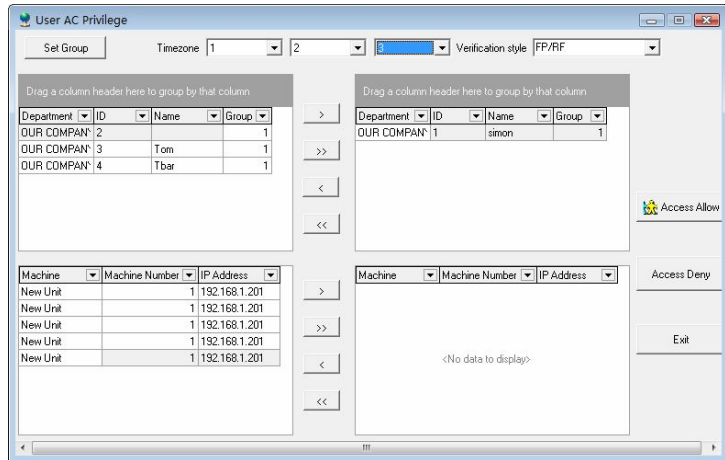 User AC Privilege
Set Group Timezone 1 2 3 Verification style FP/RF
Drag a column header here to group by that column Drag a column header here to group by that column
Department ID Name Group > Department ID Name Group
OUR COMPAN 2 1 OUR COMPAN 1 simon 1
OUR COMPAN 3 Tom 1 >>
OUR COMPAN 4 Tbar 1
<
Access Allow
<<
Machine Machine Number IP Address Machine Machine Number IP Address Access Deny
New Unit 1 192.168.1.201 >
New Unit 1 192.168.1.201
New Unit 1 192.168.1.201 >>
New Unit 1 192.168.1.201 Exit
New Unit 1 192.168.1.201 < <No data to display>
<<